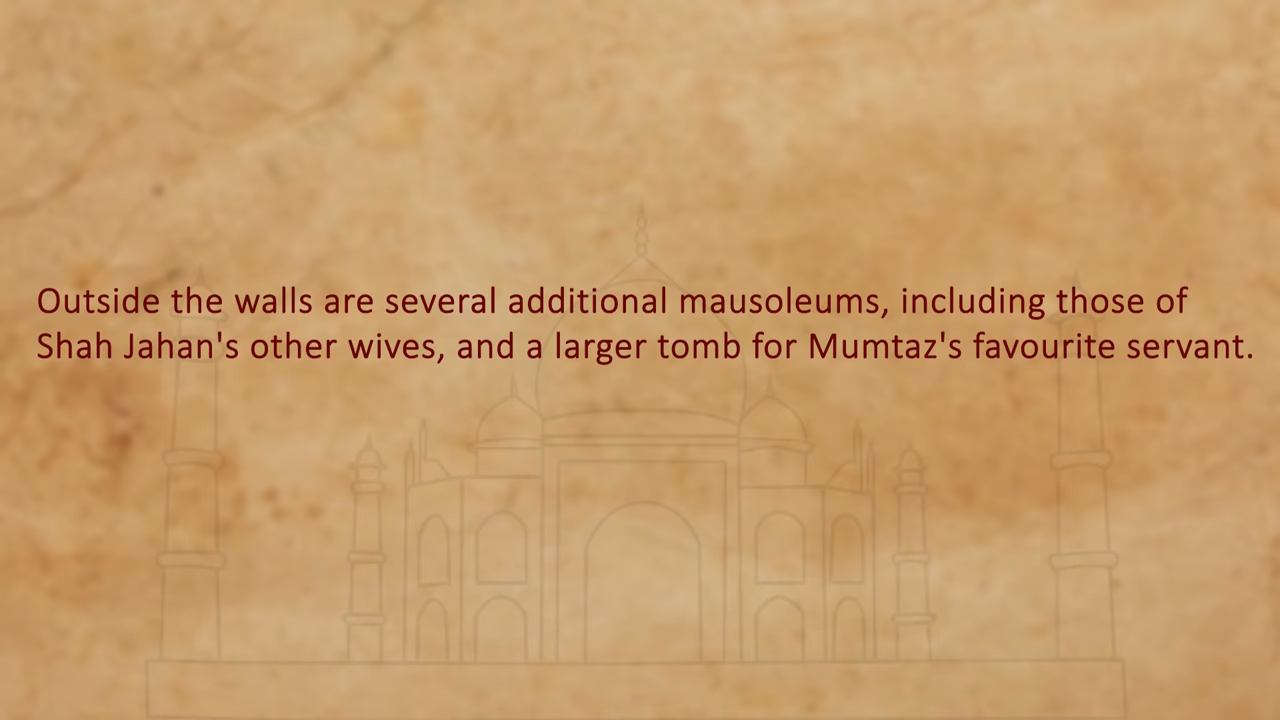 Outside the walls are several additional mausoleums, including those of
Shah Jahan's other wives, and a larger tomb for Mumtaz's favourite servant.